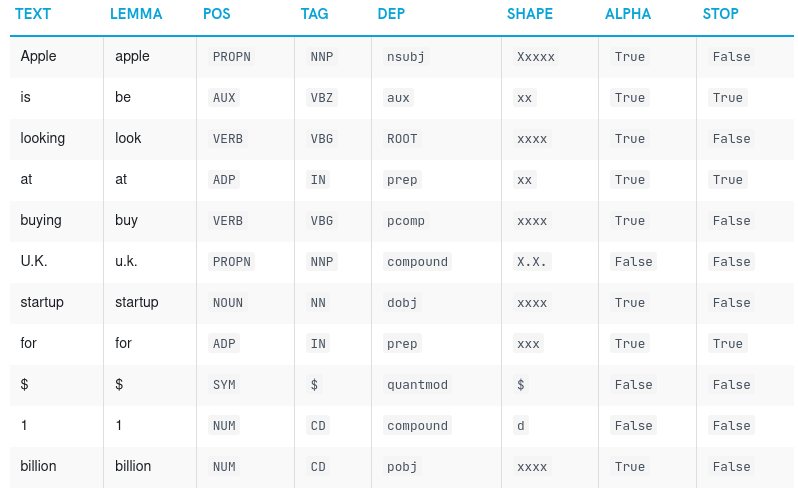 TEXT LEMMA POS TAG DEP SHAPE ALPHA STOP
Apple apple PROPN NNP nsubj Xxxxx True False
is be AUX VBZ aux xx True True
looking look VERB VBG ROOT xxxx True False
at at ADP IN prep xx True True
buying buy VERB VBG pcomp xxxx True False
U.K. u.k. PROPN NNP compound X.X. False False
startup startup NOUN NN dobj xxxx True False
for for ADP IN prep xxx True True
$ $ SYM $ quantmod $ False False
1 1 NUM CD compound d False False
billion billion NUM CD pobj xxxx True False